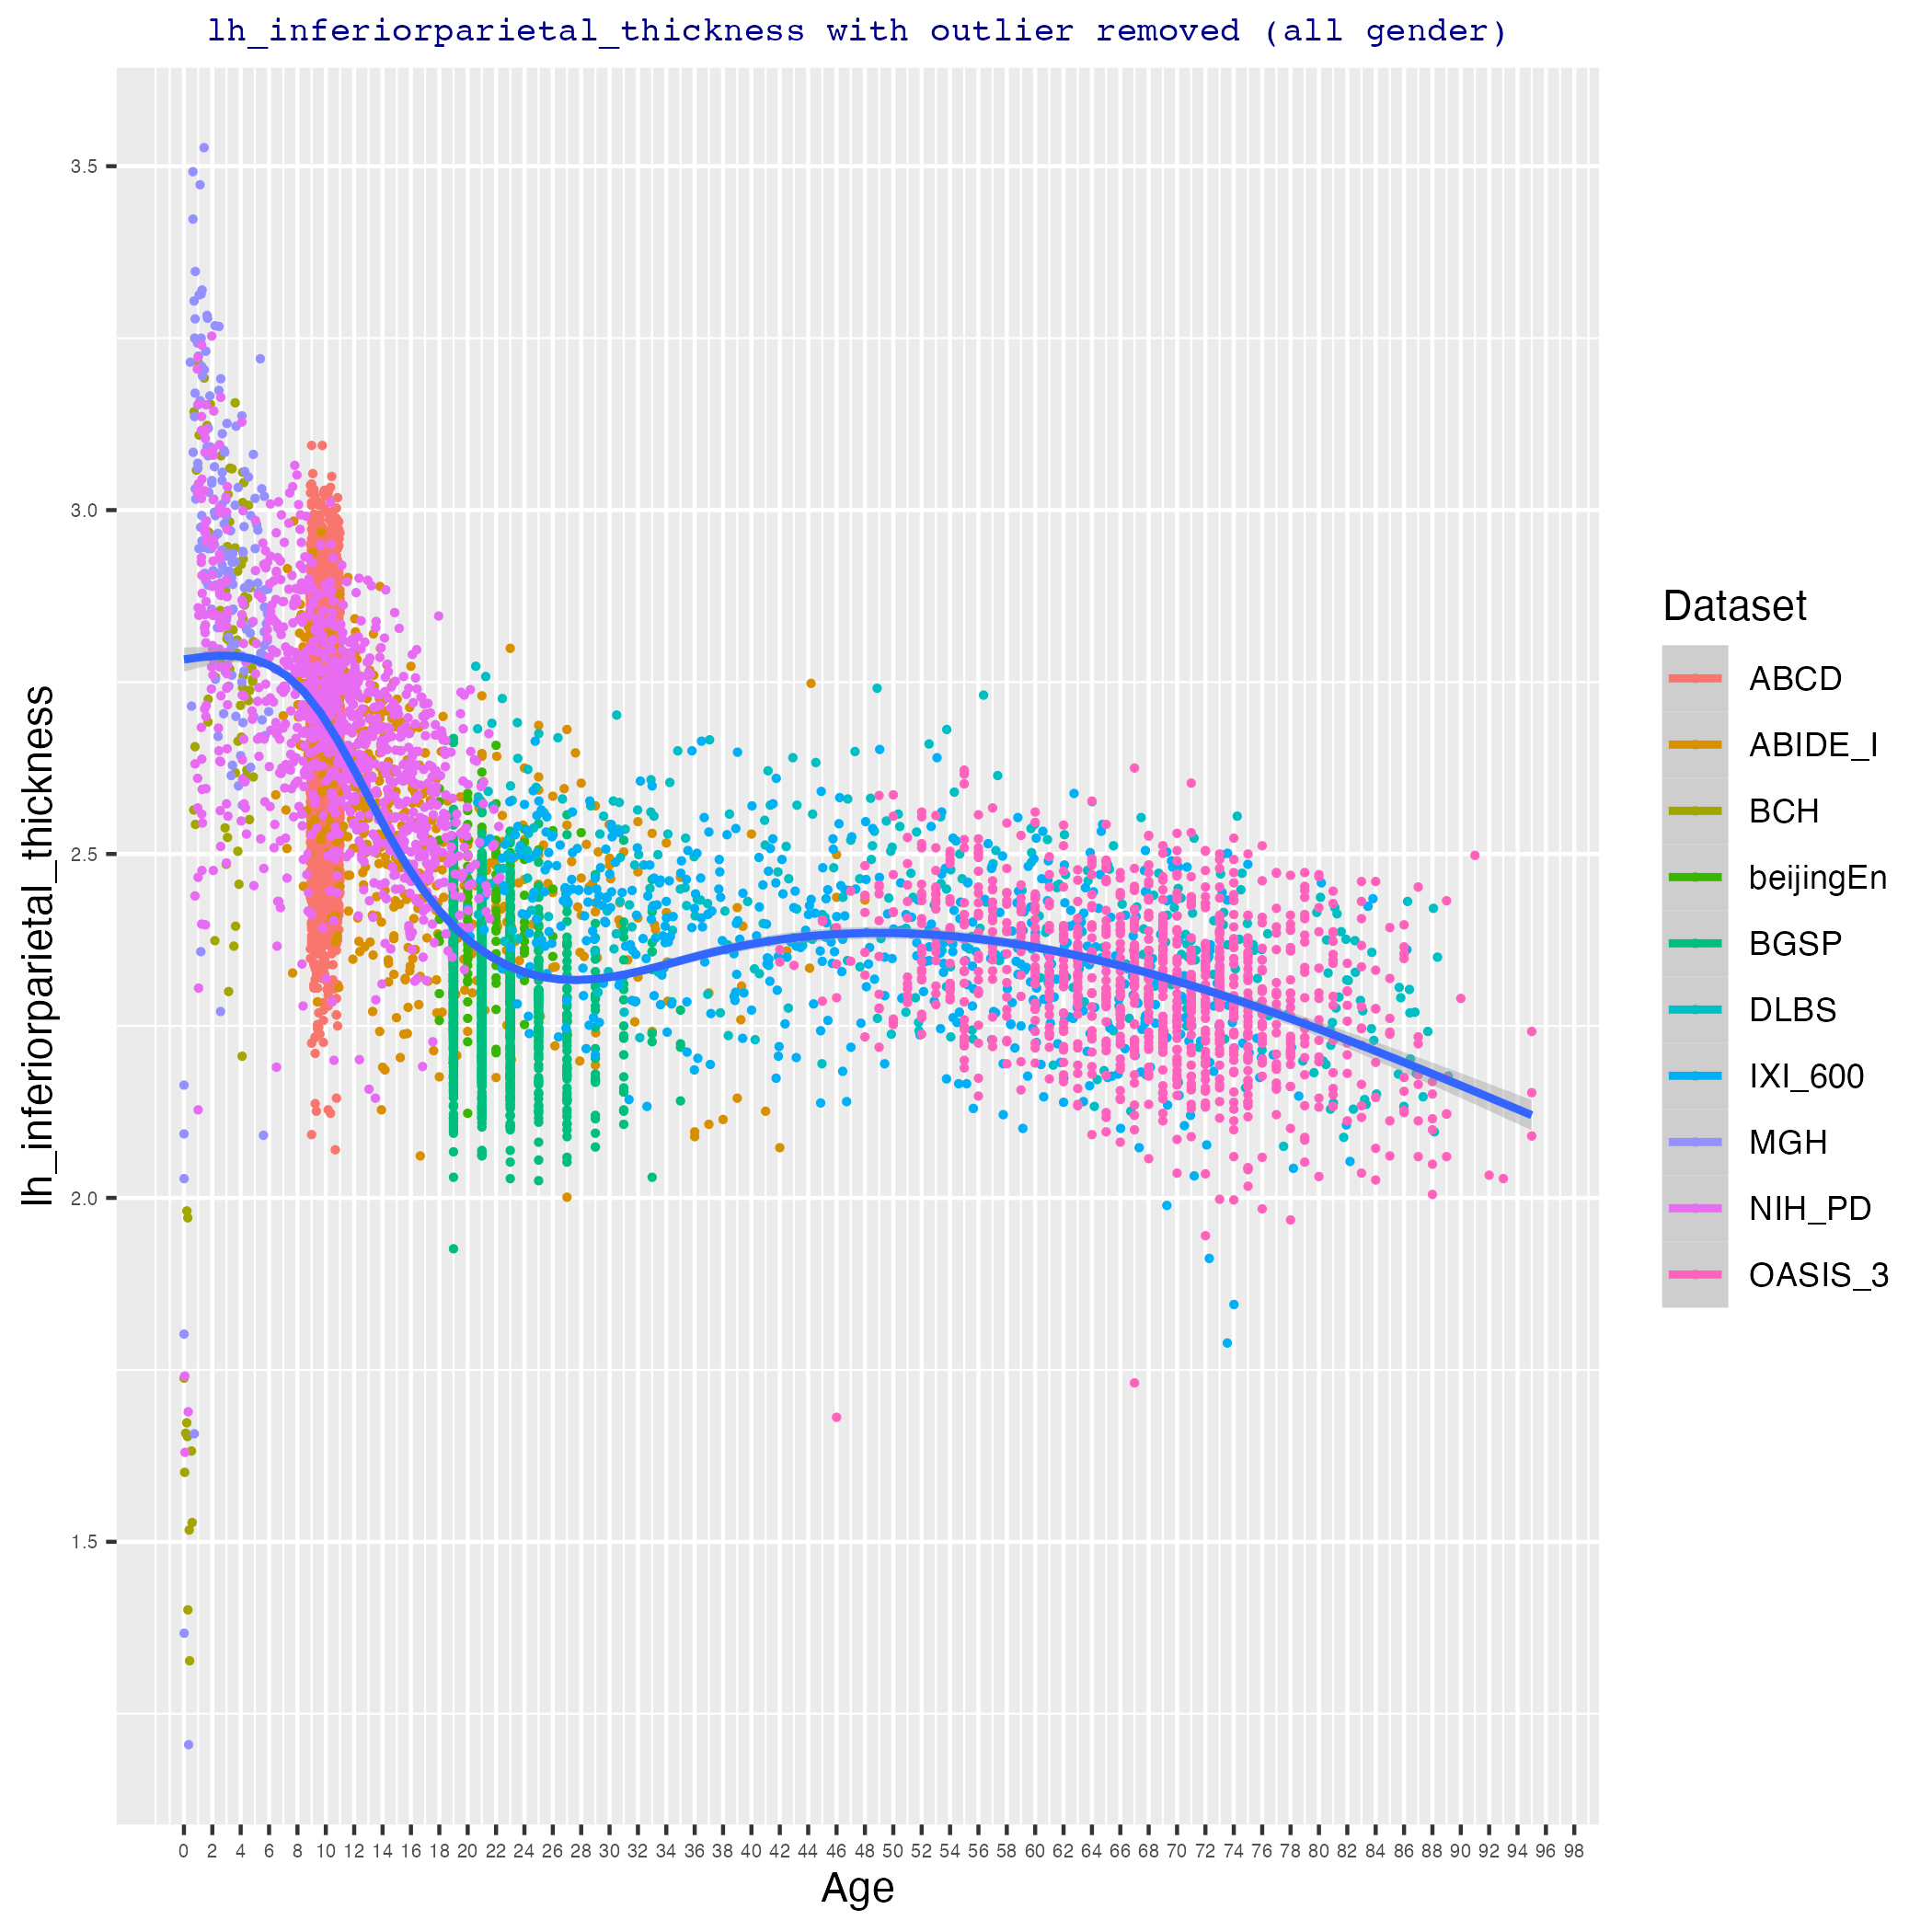 lh_inferiorparietal_thickness with outlier removed (all gender)
lh_inferiorparietal_thickness
3.5
3.0
2.5
2.0
1.5
0 2 4 6 8 10 12 14 16 18 20 22 24 26 28 30 32 34 36 38 40 42 44 46 48 50 52 54 56 58 60 62 64 66 68 70 72 74 76 78 80 82 84 86 88 90 92 94 96 98
Age
Dataset
ABCD
ABIDE_I
BCH
beijingEn
BGSP
DLBS
IXI_600
MGH
NIH_PD
OASIS_3